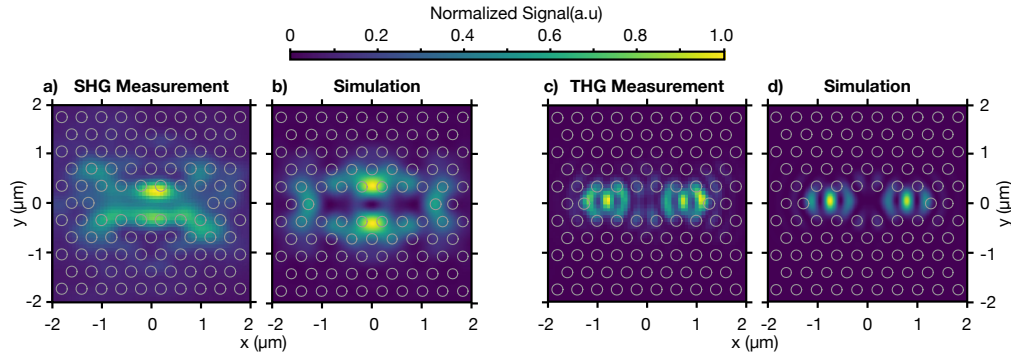 Normalized Signal(a.u)
0 0.2 0.4 0.6 0.8 1.0
a) SHG Measurement b) Simulation c) THG Measurement d) Simulation
2 2
1 1
y (μm) 0 0 y (μm)
-1 -1
-2 -2
-2 -1 0 1 2 -1 0 1 2 -2 -1 0 1 2 -1 0 1 2
x (μm) x (μm)